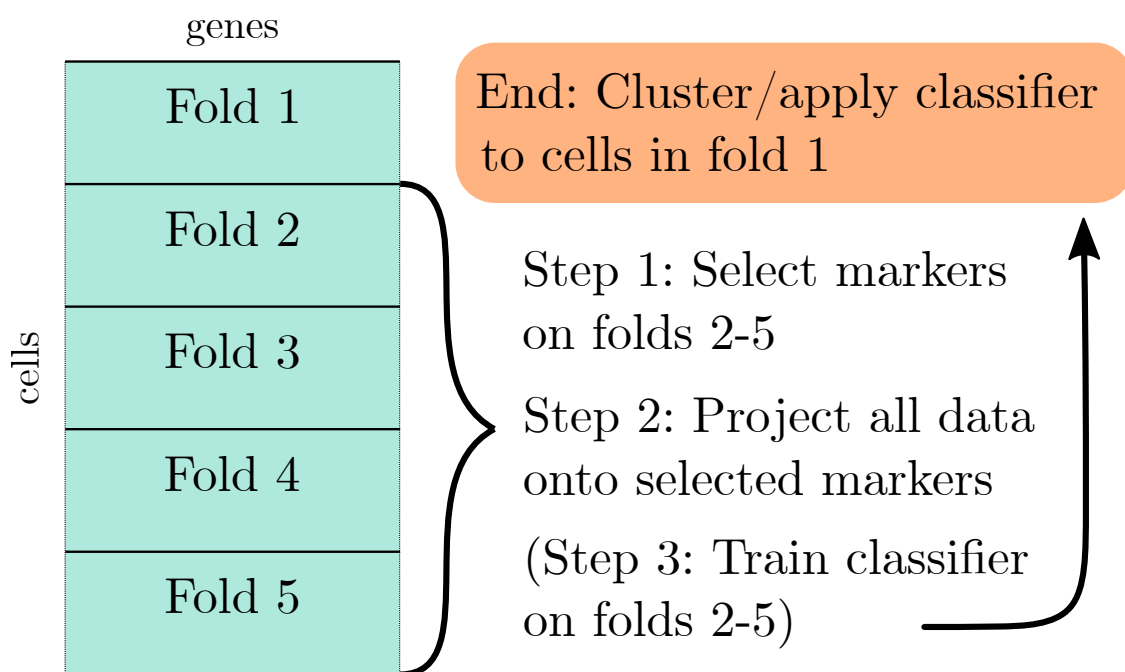 genes
cells
Fold 1
Fold 2
Fold 3
Fold 4
Fold 5
End: Cluster/apply classifier
to cells in fold 1
Step 1: Select markers
on folds 2-5
Step 2: Project all data
onto selected markers
(Step 3: Train classifier
on folds 2-5)